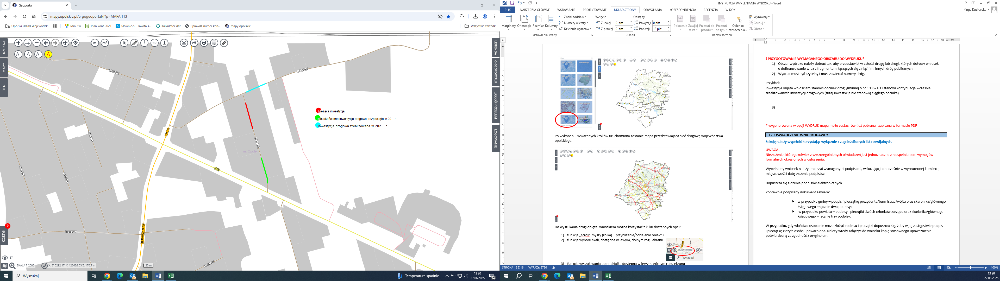 Geoportal
mapy.opolskie.pl/ergogeoportal/f?p=MAPA:113
Opolski Urzad Wojewodzki
Minutki
Plan kont 2021
Slownie.pl - Kwota s...
Kalkulator dat
Sprawdź numer kon...
mapy opolskie
Wszystkie zakładki
SZUKAJ
MAPY
TŁO
KOSZYK
0
m
m²
OGC
A-
A
A+
A
LEGENDA
O GEOPORTALU
ZGŁOŚ PROBLEM
LOGOWANIE
103668O
103669O
1707O
103667O
103671O
m. Opole
435
103665O
103666O
103664O
103664O;1707O
103676O
bieżąca inwestycja
niezakończona inwestycja drogowa, rozpoczęta w 20... r.
inwestycja drogowa zrealizowana w 202... r.
37
SKALA 1:2000
X: 310292.17 Y: 426426.03 Z: 170.7 m
20 m
Wyszukaj
Temperatura spadnie
13:20
27.06.2025
12
INSTRUKCJA WYPEŁNIANIA WNIOSKU - Word
Kinga Kucharska
PLIK
NARZĘDZIA GŁÓWNE
WSTAWIANIE
PROJEKTOWANIE
UKŁAD STRONY
ODWOŁANIA
KORESPONDENCJA
RECENZJA
WIDOK
Marginesy
Orientacja
Rozmiar
Kolumny
Znaki podziału
Numery wierszy
Dzielenie wyrazów
Ustawienia strony
Wcięcie
Z lewej: 0 cm
Z prawej: 0 cm
Odstępy
Powyżej: 0 pkt
Poniżej: 12 pkt
Akapit
Położenie
Zawijaj tekst
Przesuń do przodu
Przesuń do tyłu
Okienko zaznaczenia...
Wyrównaj
Grupuj
Obróć
Rozmieszczanie
Po wykonaniu wskazanych kroków uruchomiona zostanie mapa przedstawiająca sieć drogową województwa
opolskiego.
Do wyszukania drogi objętej wnioskiem można korzystać z kilku dostępnych opcji:
1) funkcja „scroll” myszy (rolka) – przybliżanie/oddalanie obiektu
2) funkcja wyboru skali, dostępna w lewym, dolnym rogu ekranu
SKALA 1:50000
Wyszukaj
3) funkcja wyszukiwania po nr działki, dostępna w lewym, górnym rogu ekranu
! PRZYGOTOWANIE WYMAGANEGO OBSZARU DO WYDRUKU*
1) Obszar wydruku należy dobrać tak, aby przedstawiał w całości drogę lub drogi, których dotyczy wniosek
o dofinansowanie wraz z fragmentami łączących się z nią/nimi innych dróg publicznych.
2) Wydruk musi być czytelny i musi zawierać numery dróg.
Przykład:
Inwestycja objęta wnioskiem stanowi odcinek drogi gminnej o nr 103671O i stanowi kontynuację wcześniej
zrealizowanych inwestycji drogowych (tutaj inwestycje nie stanowią ciągłego odcinka).
3)
* wygenerowana w opcji WYDRUK mapa może zostać również pobrana i zapisana w formacie PDF
12. OŚWIADCZENIE WNIOSKODAWCY
Sekcję należy wypełnić korzystając wyłącznie z zagnieżdżonych list rozwijalnych.
UWAGA!
Niezłożenie, któregokolwiek z wyszczególnionych oświadczeń jest jednoznaczne z niespełnieniem wymogów
formalnych określonych w ogłoszeniu.
Wypełniony wniosek należy opatrzyć wymaganymi podpisami, wskazując jednocześnie w wyznaczonej komórce,
miejscowość i datę złożenia podpisów.
Dopuszcza się złożenie podpisów elektronicznych.
Poprawnie podpisany dokument zawiera:
w przypadku gminy – podpis i pieczątkę prezydenta/burmistrza/wójta oraz skarbnika/głównego
księgowego – łącznie dwa podpisy;
w przypadku powiatu – podpisy i pieczątki dwóch członków zarządu oraz skarbnika/głównego
księgowego – łącznie trzy podpisy.
W przypadku, gdy właściwa osoba nie może złożyć podpisu i pieczątki dopuszcza się, żeby w jej zastępstwie podpis
i pieczątkę złożyła osoba upoważniona. Należy wtedy załączyć do wniosku kopię stosownego upoważnienia
potwierdzoną za zgodność z oryginałem.
STRONA 16 Z 16
WYRAZY: 5720
100%
13:20
27.06.2025